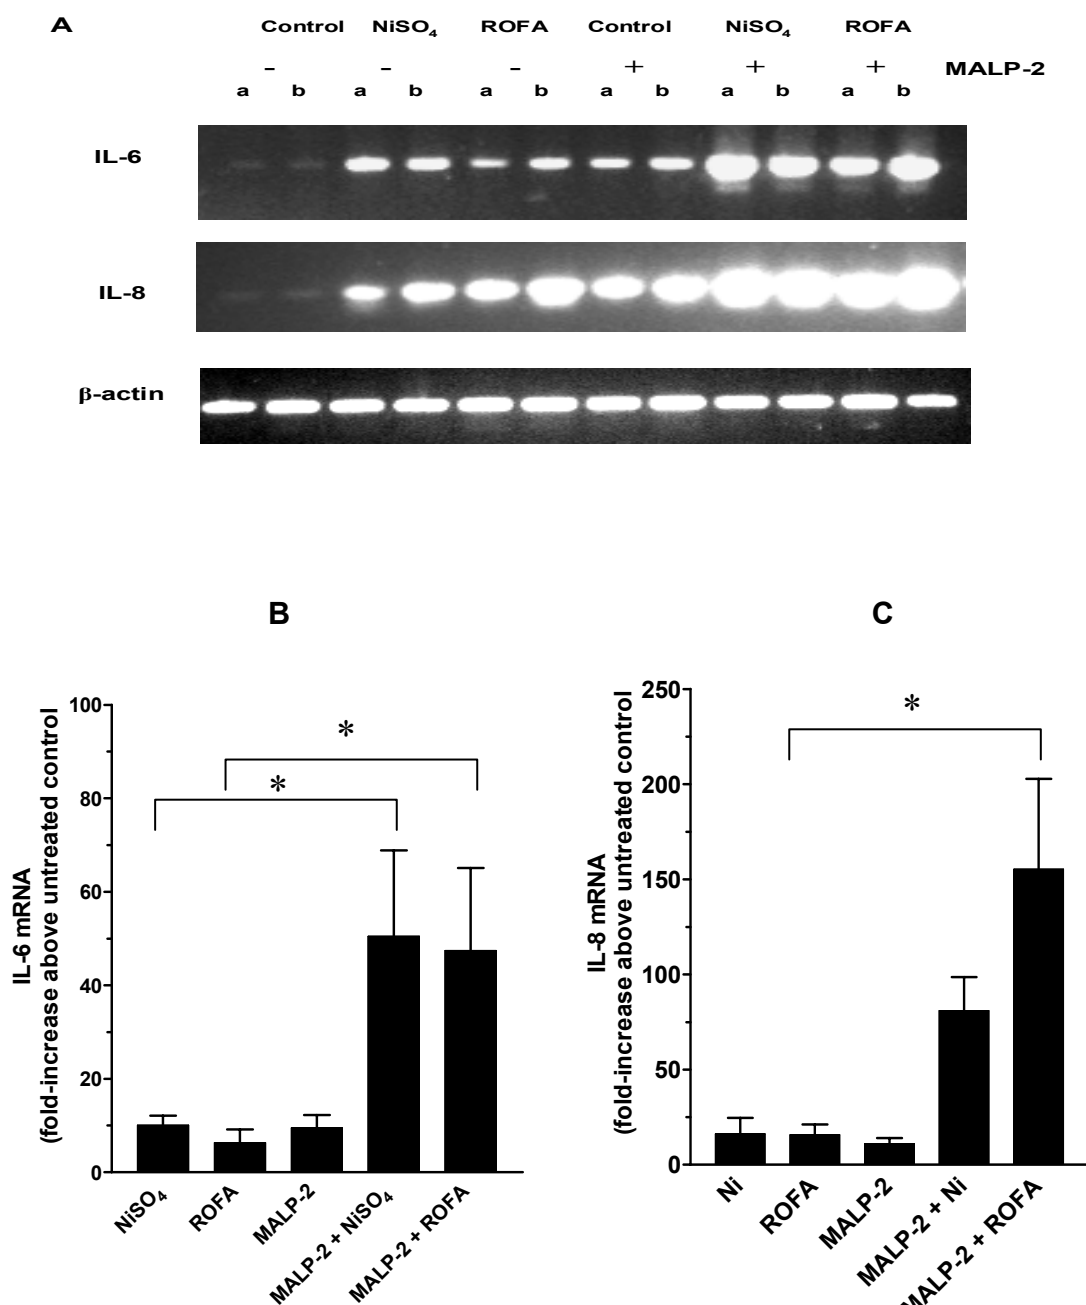 A
Control NiSO₄ ROFA Control NiSO₄ ROFA
- - - + + + MALP-2
a b a b a b a b a b a b
IL-6
IL-8
β-actin
B
C
IL-6 mRNA
(fold-increase above untreated control
100
80
60
40
20
0
*
*
NiSO₄
ROFA
MALP-2
MALP-2 + NiSO₄
MALP-2 + ROFA
IL-8 mRNA
(fold-increase above untreated control
250
200
150
100
50
0
*
Ni
ROFA
MALP-2
MALP-2 + Ni
MALP-2 + ROFA